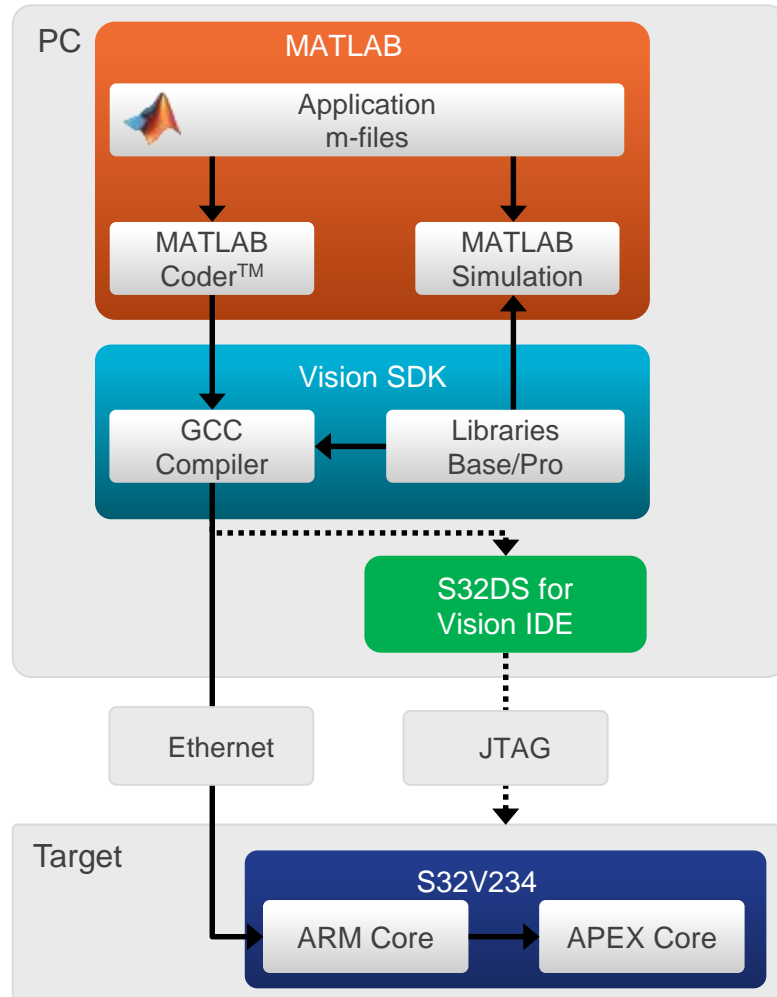 PC
MATLAB
Application
m-files
MATLAB
Coder™
MATLAB
Simulation
Vision SDK
GCC
Compiler
Libraries
Base/Pro
S32DS for
Vision IDE
Ethernet
JTAG
Target
S32V234
ARM Core
APEX Core